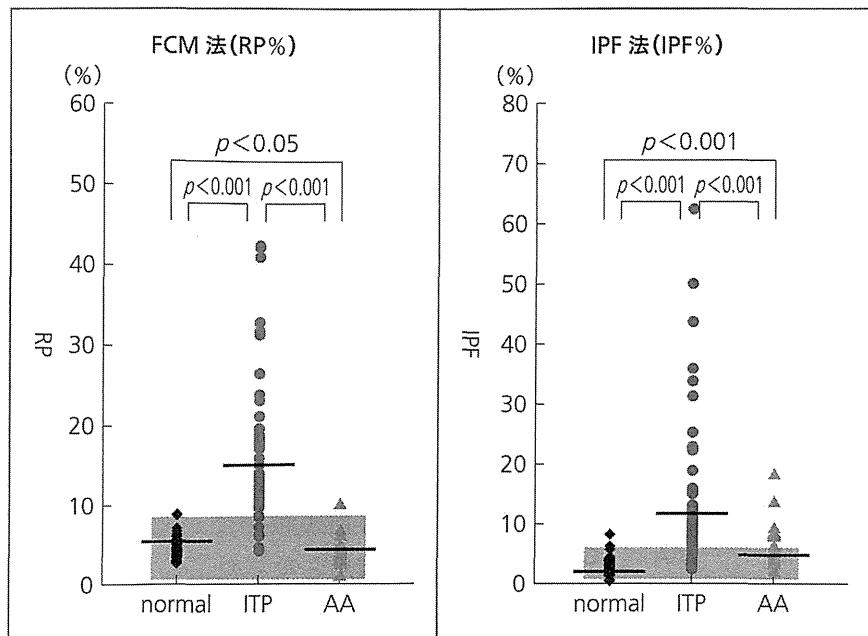 FCM 法(RP%)
(%)
60
50
40
30
20
10
0
RP
p<0.05
p<0.001 p<0.001
normal ITP AA
IPF 法(IPF%)
(%)
80
70
60
50
40
30
20
10
0
IPF
p<0.001
p<0.001 p<0.001
normal ITP AA